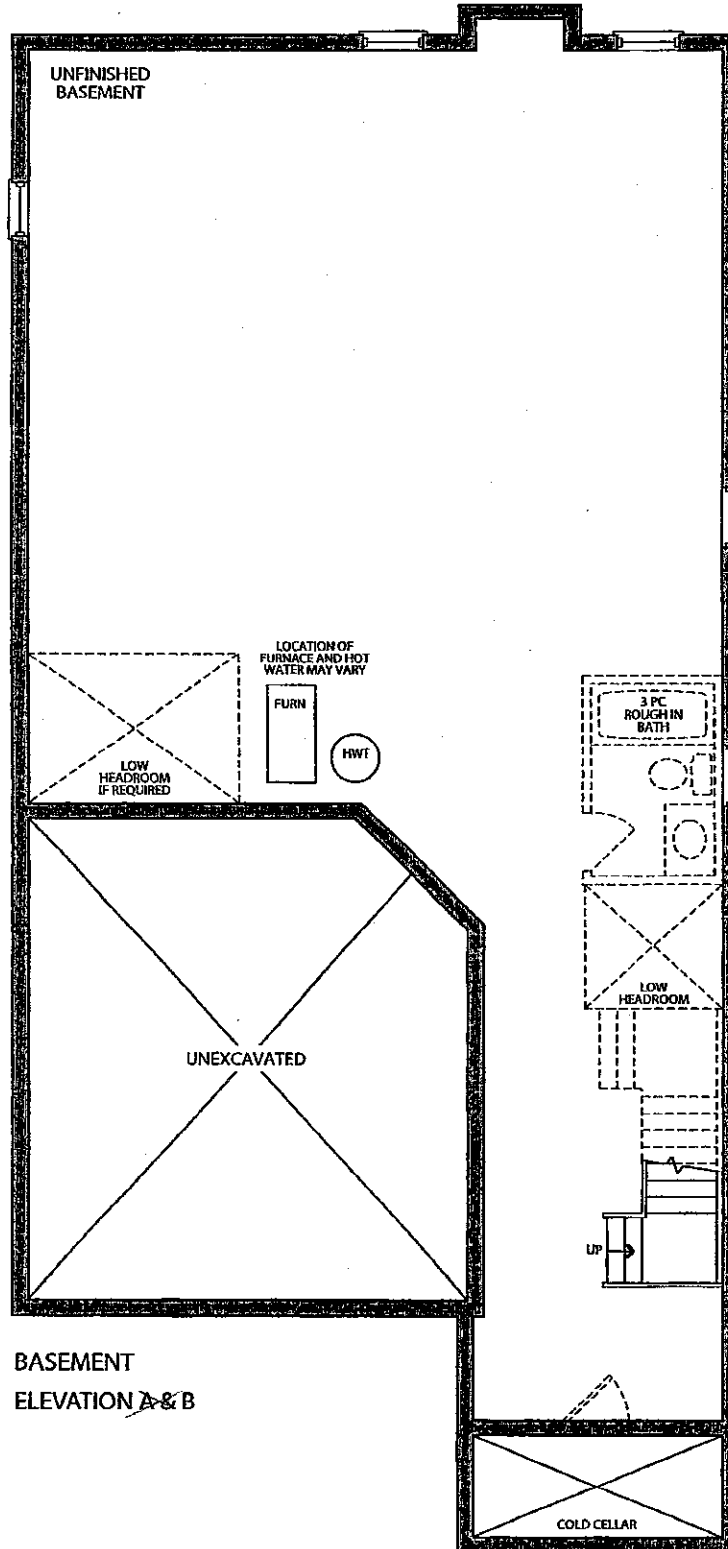 UNFINISHED
BASEMENT
LOCATION OF
FURNACE AND HOT
WATER MAY VARY
FURN
HWT
3 PC
ROUGH IN
BATH
LOW
HEADROOM
IF REQUIRED
LOW
HEADROOM
UNEXCAVATED
UP
BASEMENT
ELEVATION A & B
COLD CELLAR